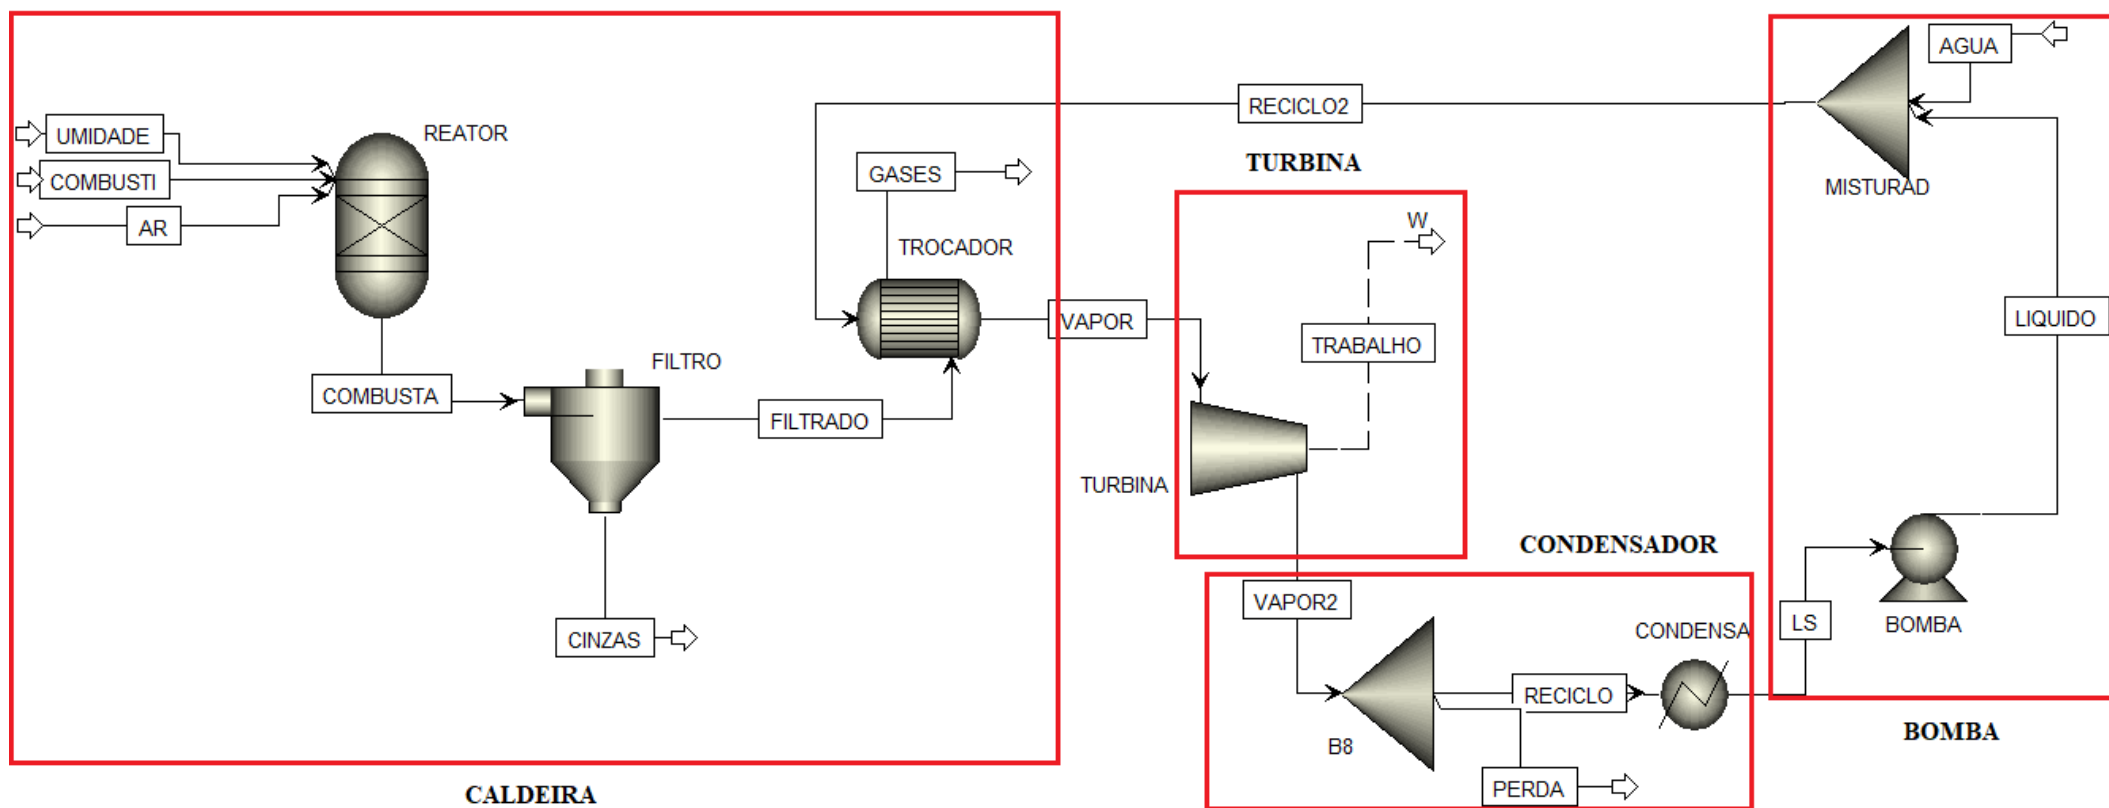 AGUA
RECICLO2
UMIDADE
REATOR
COMBUSTI
TURBINA
GASES
MISTURAD
AR
W
TROCADOR
VAPOR
LIQUIDO
TRABALHO
FILTRO
COMBUSTA
FILTRADO
TURBINA
CONDENSADOR
VAPOR2
LS
BOMBA
CONDENSA
CINZAS
RECICLO
B8
BOMBA
PERDA
CALDEIRA